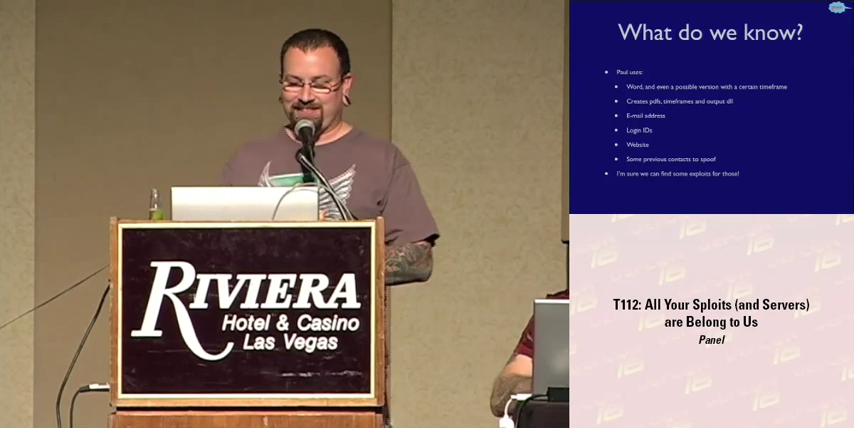 RIVIERA
Hotel & Casino
Las Vegas
What do we know?
Paul uses:
Word, and even a possible version with a certain timeframe
Creates pdfs, timeframes and output dll
E-mail address
Login IDs
Website
Some previous contacts to spoof
I'm sure we can find some exploits for those!
T112: All Your Sploits (and Servers)
are Belong to Us
Panel